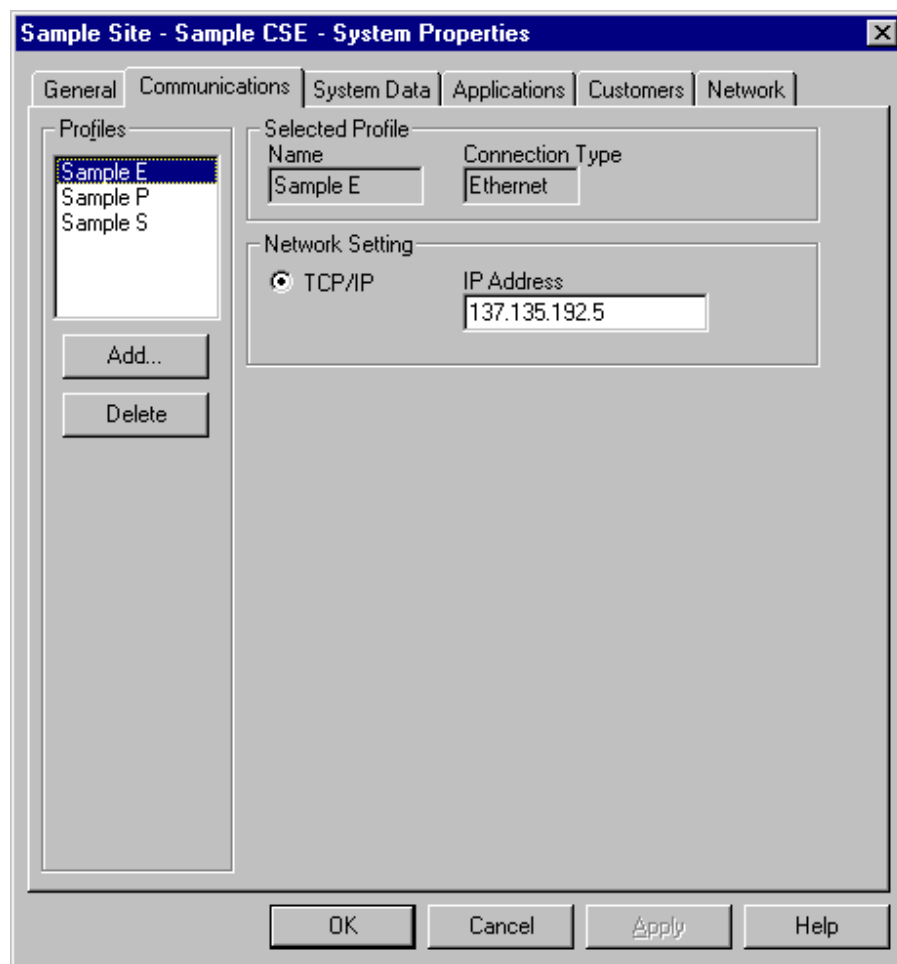 Sample Site - Sample CSE - System Properties
General Communications System Data Applications Customers Network
Profiles
Sample E
Sample P
Sample S
Add...
Delete
Selected Profile
Name Connection Type
Sample E Ethernet
Network Setting
TCP/IP IP Address
137.135.192.5
OK Cancel Apply Help